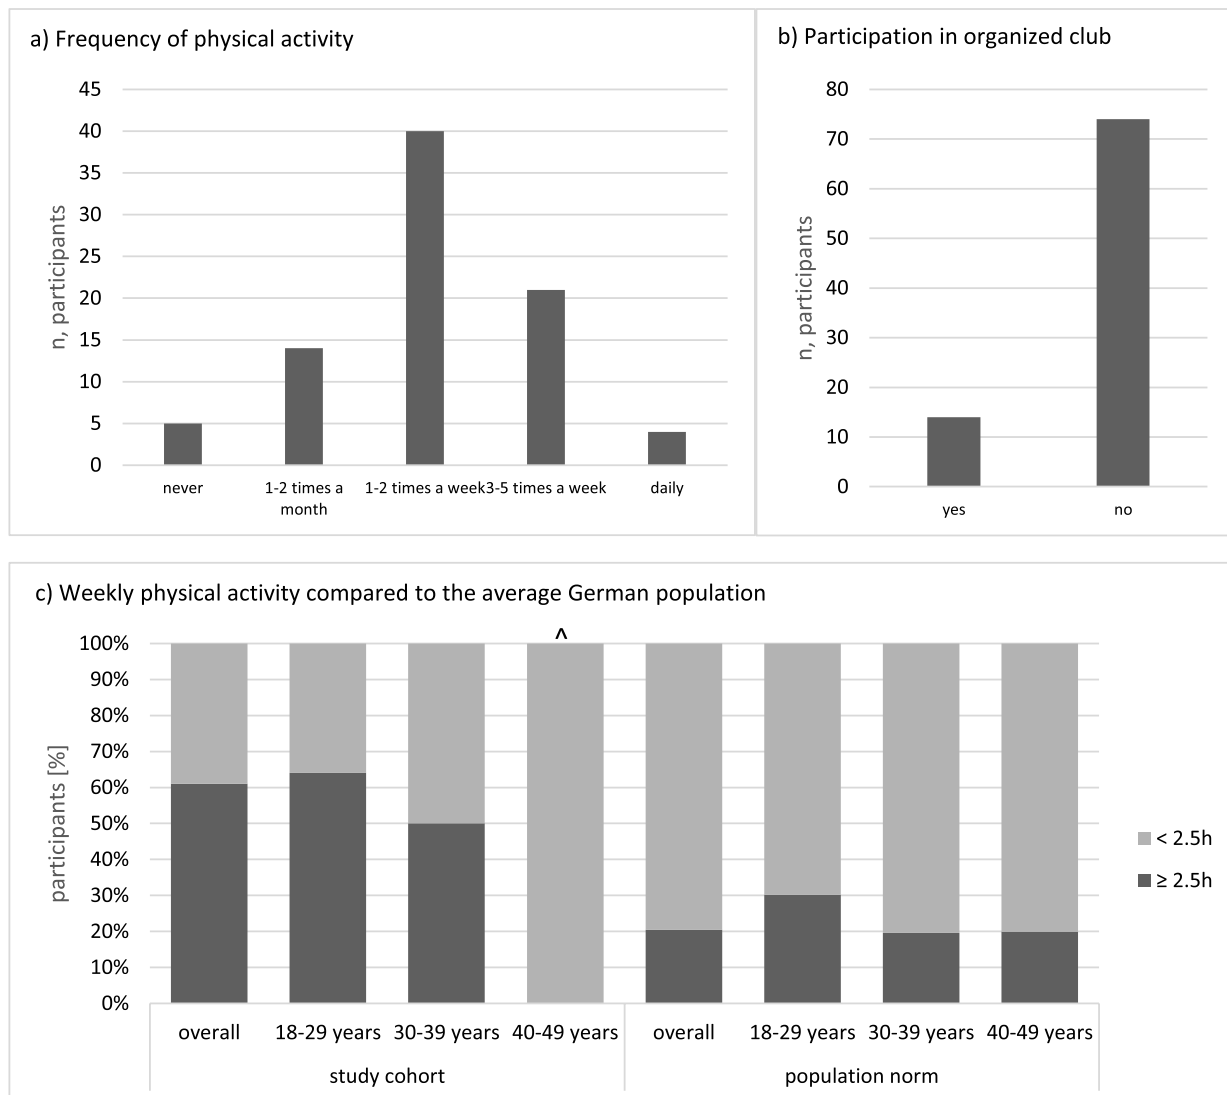 a) Frequency of physical activity
45
40
35
30
25
20
15
10
5
0
n, participants
never
1-2 times a
month
1-2 times a week
3-5 times a week
daily
b) Participation in organized club
80
70
60
50
40
30
20
10
0
n, participants
yes
no
c) Weekly physical activity compared to the average German population
^
100%
90%
80%
70%
60%
50%
40%
30%
20%
10%
0%
participants [%]
overall
18-29 years
30-39 years
40-49 years
overall
18-29 years
30-39 years
40-49 years
study cohort
population norm
< 2.5h
≥ 2.5h